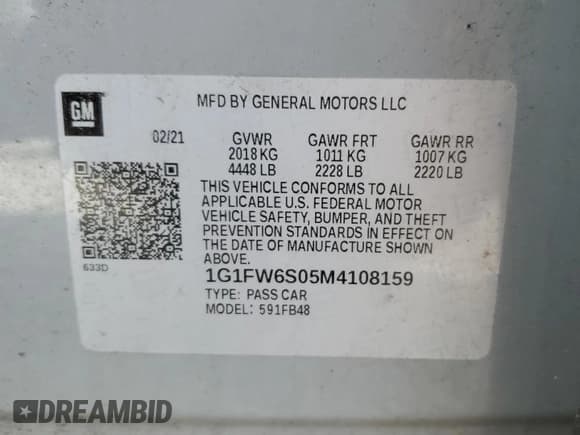 GM
MFD BY GENERAL MOTORS LLC
02/21 GVWR GAWR FRT GAWR RR
2018 KG 1011 KG 1007 KG
4448 LB 2228 LB 2220 LB
THIS VEHICLE CONFORMS TO ALL
APPLICABLE U.S. FEDERAL MOTOR
VEHICLE SAFETY, BUMPER, AND THEFT
PREVENTION STANDARDS IN EFFECT ON
THE DATE OF MANUFACTURE SHOWN
ABOVE.
633D
1G1FW6S05M4108159
TYPE: PASS CAR
MODEL: 591FB48
DREAMBID